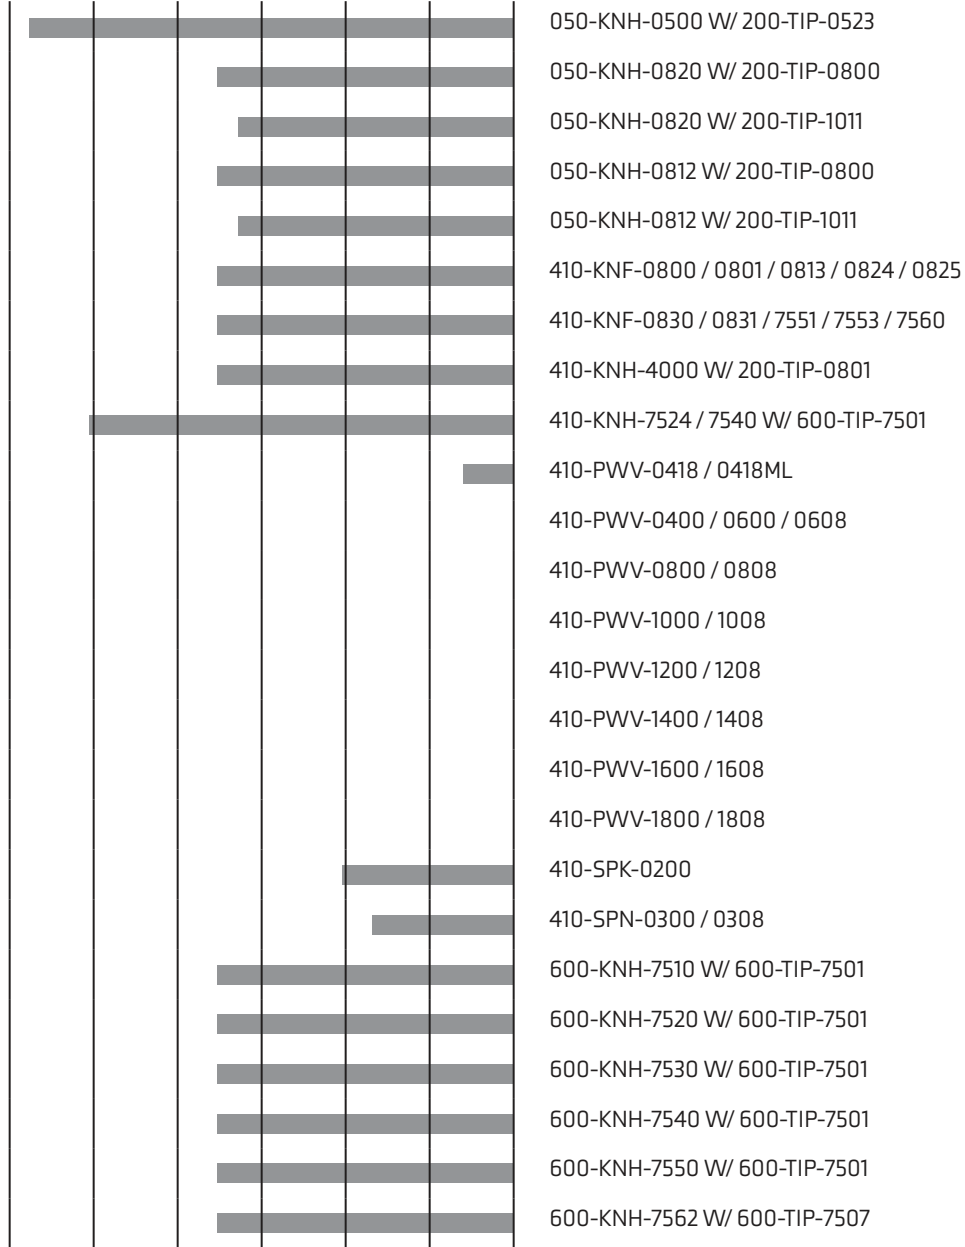 050-KNH-0500 W/ 200-TIP-0523
050-KNH-0820 W/ 200-TIP-0800
050-KNH-0820 W/ 200-TIP-1011
050-KNH-0812 W/ 200-TIP-0800
050-KNH-0812 W/ 200-TIP-1011
410-KNF-0800 / 0801 / 0813 / 0824 / 0825
410-KNF-0830 / 0831 / 7551 / 7553 / 7560
410-KNH-4000 W/ 200-TIP-0801
410-KNH-7524 / 7540 W/ 600-TIP-7501
410-PWV-0418 / 0418ML
410-PWV-0400 / 0600 / 0608
410-PWV-0800 / 0808
410-PWV-1000 / 1008
410-PWV-1200 / 1208
410-PWV-1400 / 1408
410-PWV-1600 / 1608
410-PWV-1800 / 1808
410-SPK-0200
410-SPN-0300 / 0308
600-KNH-7510 W/ 600-TIP-7501
600-KNH-7520 W/ 600-TIP-7501
600-KNH-7530 W/ 600-TIP-7501
600-KNH-7540 W/ 600-TIP-7501
600-KNH-7550 W/ 600-TIP-7501
600-KNH-7562 W/ 600-TIP-7507